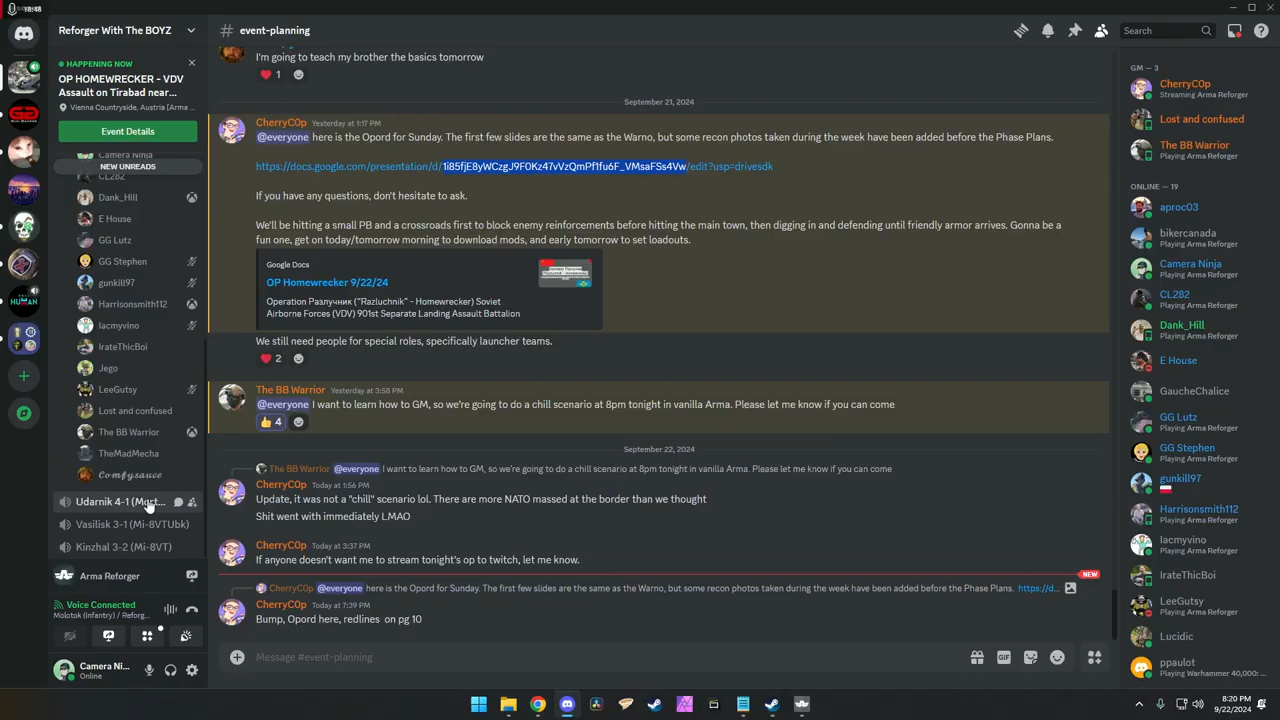 18:48
Reforger With The BOYZ
HAPPENING NOW
OP HOMEWRECKER - VDV
Assault on Tirabad near...
Vienna Countryside, Austria [Arma ...
Event Details
Camera Ninja
NEW UNREADS
CL282
Dank_Hill
E House
GG Lutz
GG Stephen
gunkill97
Harrisonsmith112
Iacmyvino
IrateThicBoi
Jego
LeeGutsy
Lost and confused
The BB Warrior
TheMadMecha
Comfysauce
Udarnik 4-1 (Must...
Vasilisk 3-1 (Mi-8VTUbk)
Kinzhal 3-2 (Mi-8VT)
Arma Reforger
Voice Connected
Molotok (Infantry) / Reforg...
Camera Ni...
Online
# event-planning
Search
I'm going to teach my brother the basics tomorrow
1
September 21, 2024
CherryC0p Yesterday at 1:17 PM
@everyone here is the Opord for Sunday. The first few slides are the same as the Warno, but some recon photos taken during the week have been added before the Phase Plans.
https://docs.google.com/presentation/d/1i85fjE8yWCzgJ9F0Kz47vVzQmPf1fu6F_VMsaFSs4Vw/edit?usp=drivesdk
If you have any questions, don't hesitate to ask.
We'll be hitting a small PB and a crossroads first to block enemy reinforcements before hitting the main town, then digging in and defending until friendly armor arrives. Gonna be a
fun one, get on today/tomorrow morning to download mods, and early tomorrow to set loadouts.
Google Docs
OP Homewrecker 9/22/24
Operation Разлучник ("Razluchnik" - Homewrecker) Soviet
Airborne Forces (VDV) 901st Separate Landing Assault Battalion
We still need people for special roles, specifically launcher teams.
2
The BB Warrior Yesterday at 3:58 PM
@everyone I want to learn how to GM, so we're going to do a chill scenario at 8pm tonight in vanilla Arma. Please let me know if you can come
4
September 22, 2024
The BB Warrior @everyone I want to learn how to GM, so we're going to do a chill scenario at 8pm tonight in vanilla Arma. Please let me know if you can come
CherryC0p Today at 1:56 PM
Update, it was not a "chill" scenario lol. There are more NATO massed at the border than we thought
Shit went with immediately LMAO
CherryC0p Today at 3:37 PM
If anyone doesn't want me to stream tonight's op to twitch, let me know.
NEW
CherryC0p @everyone here is the Opord for Sunday. The first few slides are the same as the Warno, but some recon photos taken during the week have been added before the Phase Plans. https://d...
CherryC0p Today at 7:39 PM
Bump, Opord here, redlines on pg 10
Message #event-planning
GIF
GM — 3
CherryC0p
Streaming Arma Reforger
Lost and confused
The BB Warrior
Playing Arma Reforger
ONLINE — 19
aproc03
bikercanada
Playing Arma Reforger
Camera Ninja
Playing Arma Reforger
CL282
Playing Arma Reforger
Dank_Hill
Playing Arma Reforger
E House
GaucheChalice
GG Lutz
Playing Arma Reforger
GG Stephen
Playing Arma Reforger
gunkill97
Harrisonsmith112
Playing Arma Reforger
Iacmyvino
Playing Arma Reforger
IrateThicBoi
LeeGutsy
Playing Arma Reforger
Lucidic
ppaulot
Playing Warhammer 40,000:...
8:20 PM
9/22/2024